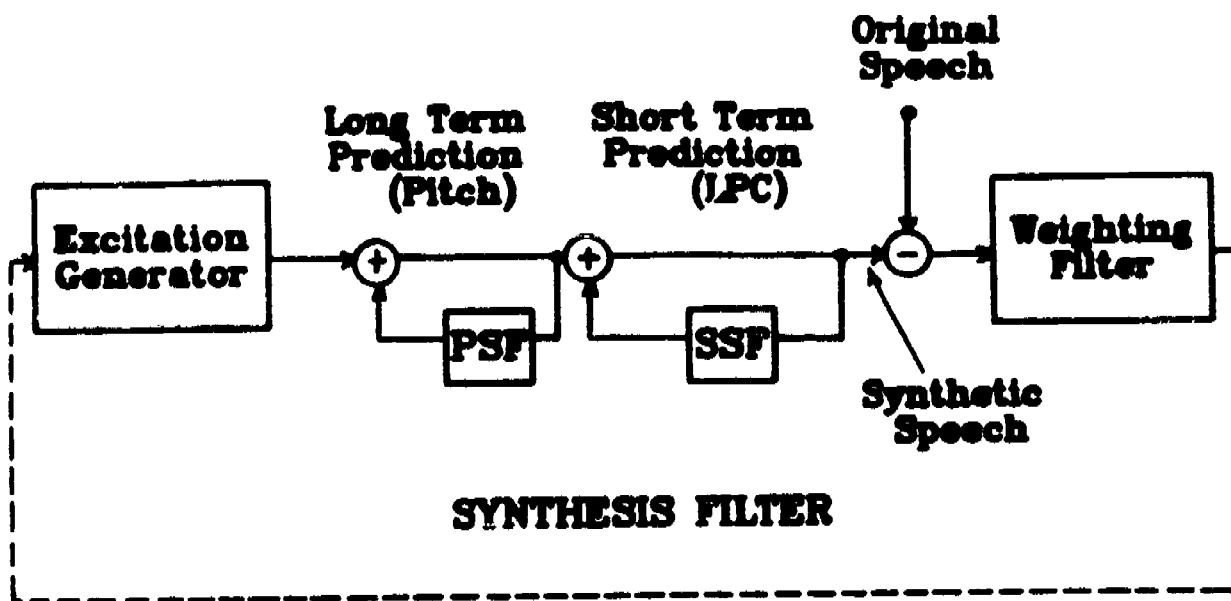 Original
Speech
Long Term
Prediction
(Pitch)
Short Term
Prediction
(LPC)
Excitation
Generator
+
+
-
Weighting
Filter
PSF
SSF
Synthetic
Speech
SYNTHESIS FILTER